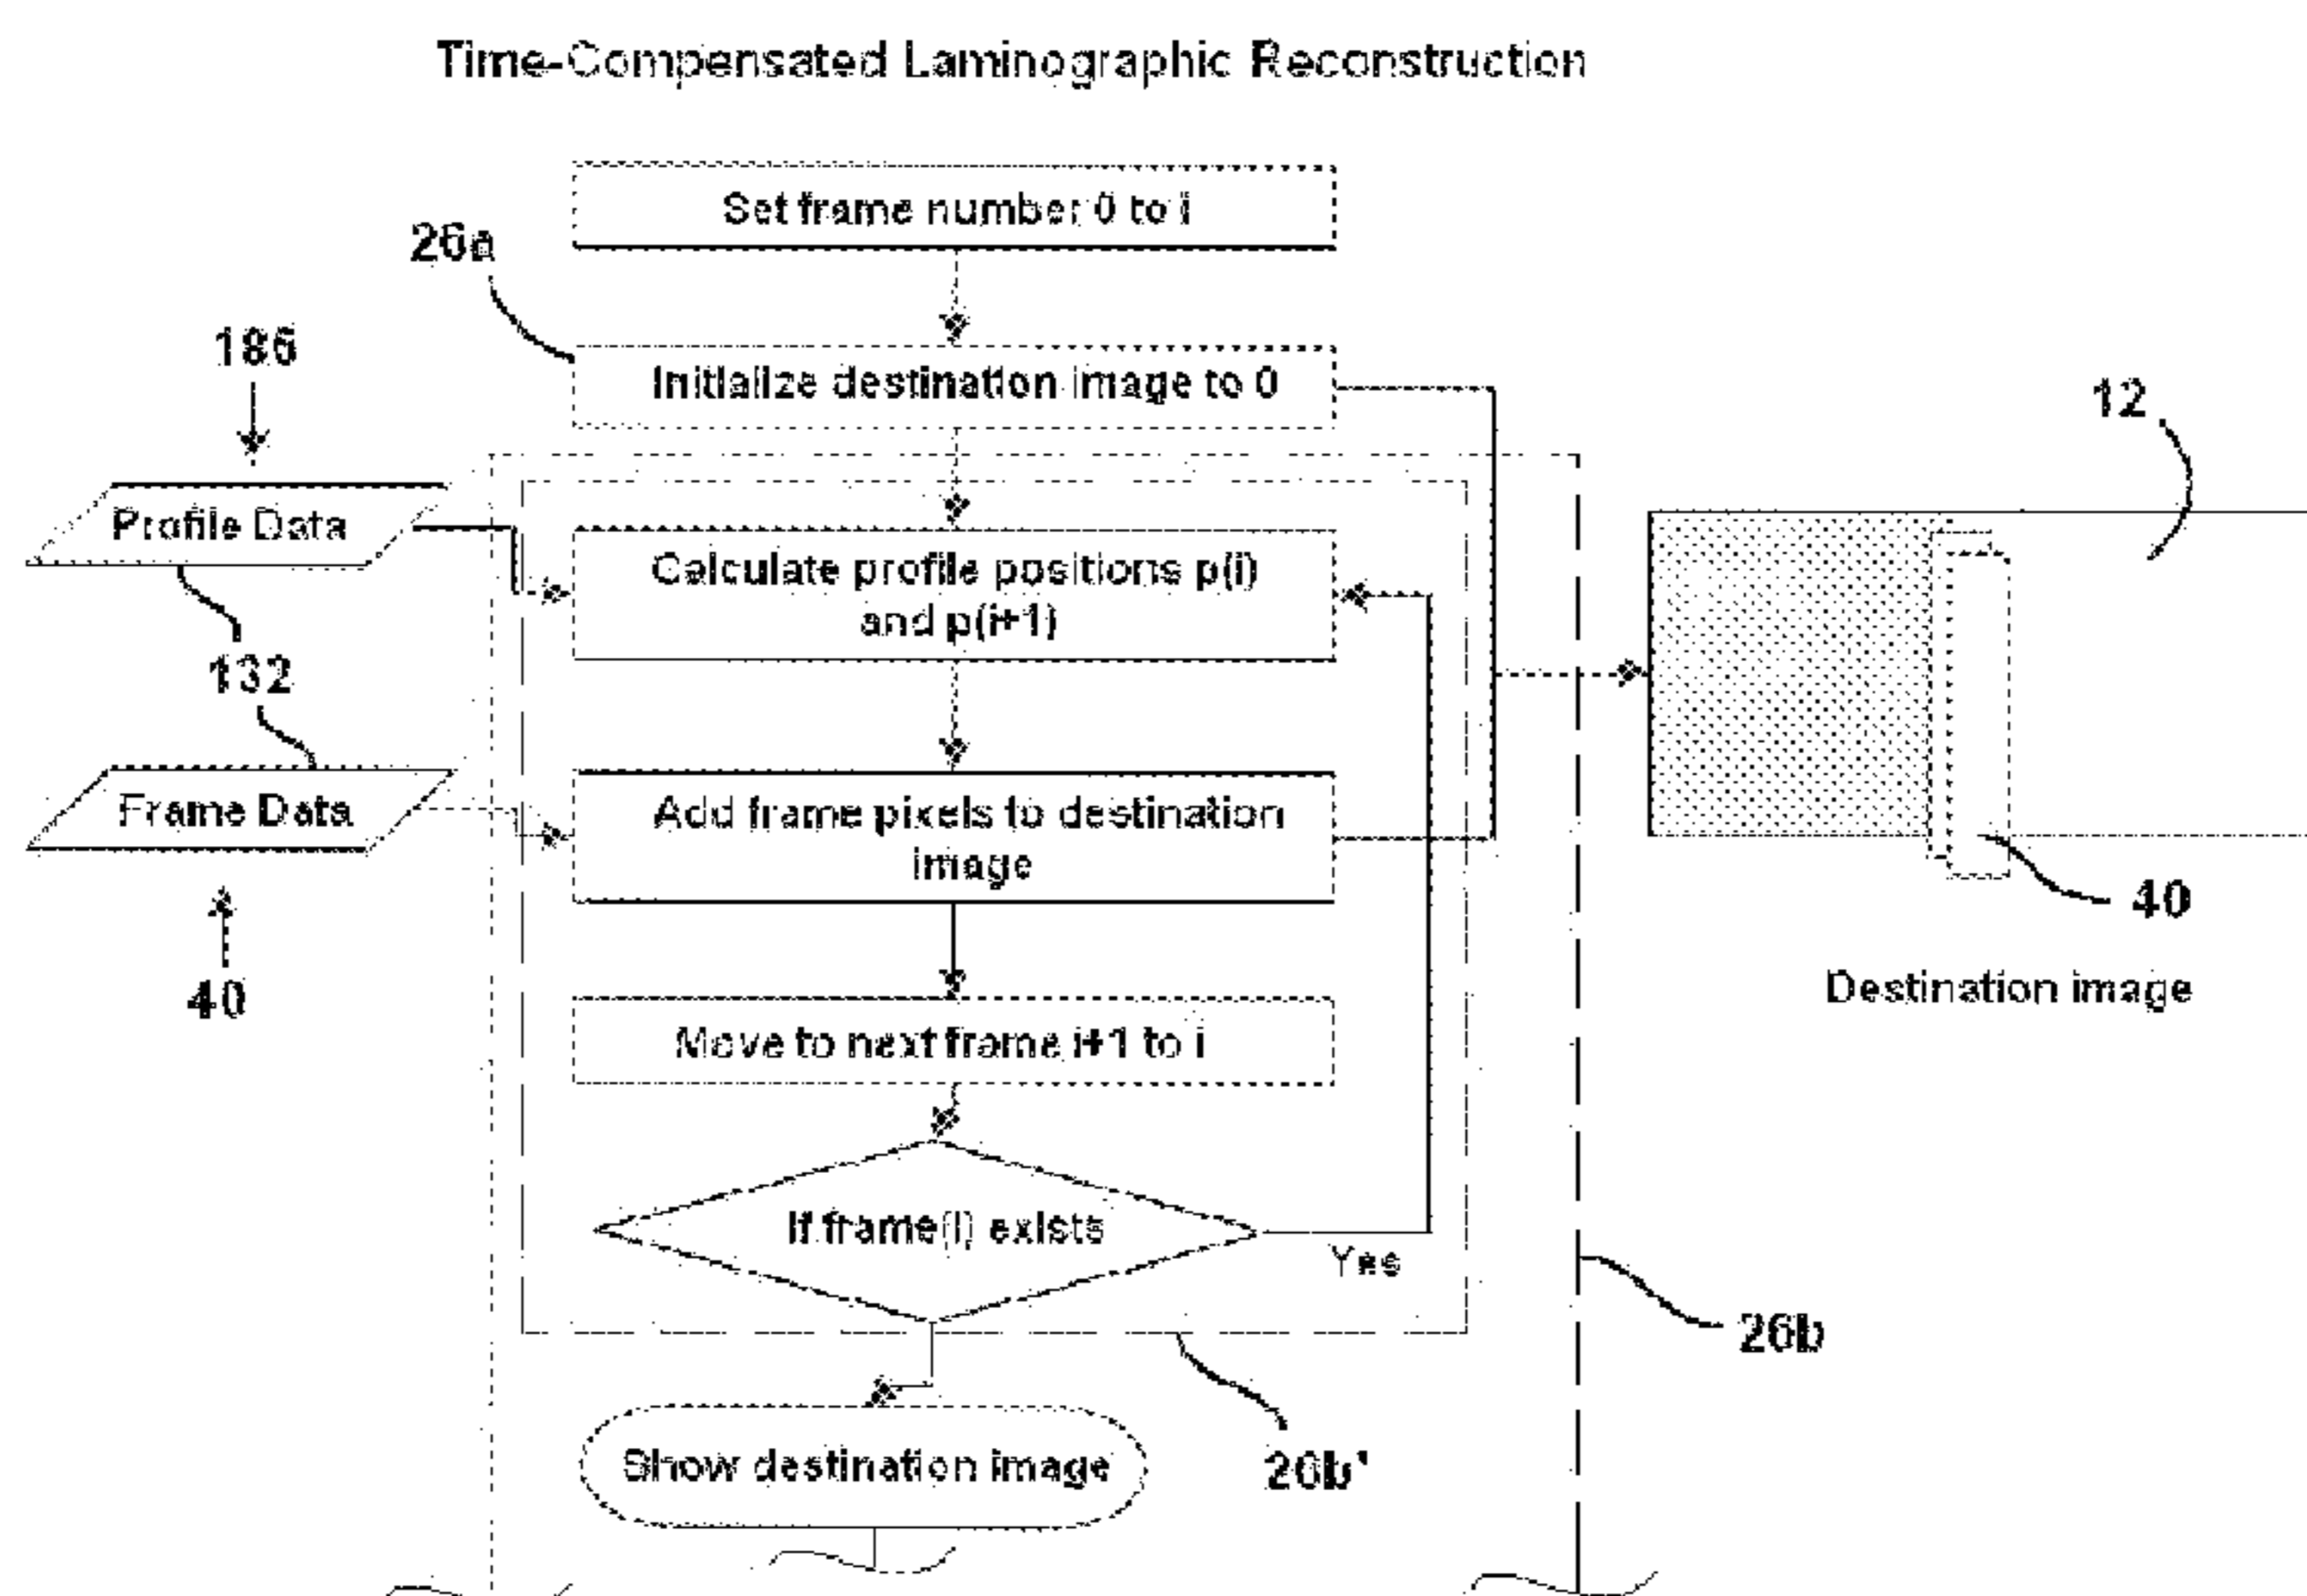 Time-Compensated Laminographic Reconstruction
Set frame number 0 to i
26a
186
Initialize destination image to 0
12
Profile Data
Calculate profile positions p(i)
and p(i+1)
132
Frame Data
Add frame pixels to destination
image
40
40
Destination image
Move to next frame i+1 to i
If frame(i) exists
Yes
26b
Show destination image
26b'